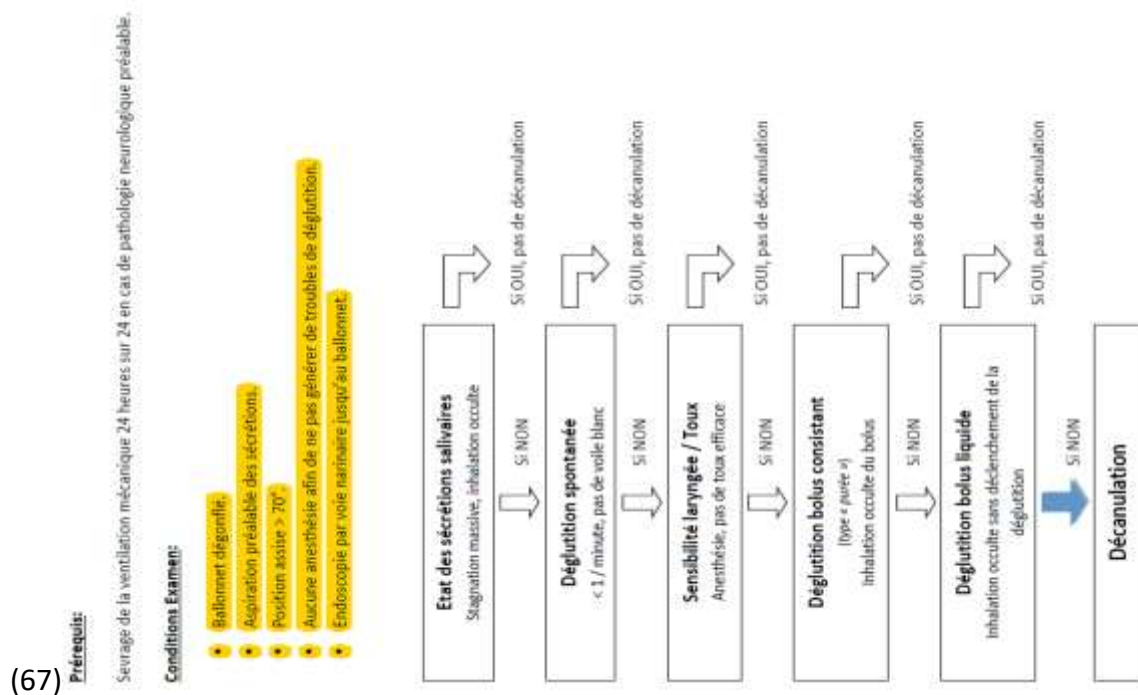 (67)
Prérequis:
Sevrage de la ventilation mécanique 24 heures sur 24 en cas de pathologie neurologique préalable.
Conditions Examen:
• Ballonnet dégonflé.
• Aspiration préalable des sécrétions.
• Position assise > 70°.
• Aucune anesthésie afin de ne pas générer de troubles de déglutition.
• Endoscopie par voie narinaire jusqu'au ballonnet.
Etat des sécrétions salivaires
Stagnation massive, inhalation occulte
Si OUI, pas de décanulation
Si NON
Déglutition spontanée
< 1 / minute, pas de voile blanc
Si OUI, pas de décanulation
Si NON
Sensibilité laryngée / Toux
Anesthésie, pas de toux efficace
Si OUI, pas de décanulation
Si NON
Déglutition bolus consistant
(type « purée »)
Inhalation occulte du bolus
Si OUI, pas de décanulation
Si NON
Déglutition bolus liquide
Inhalation occulte sans déclenchement de la
déglutition
Si OUI, pas de décanulation
Si NON
Décanulation